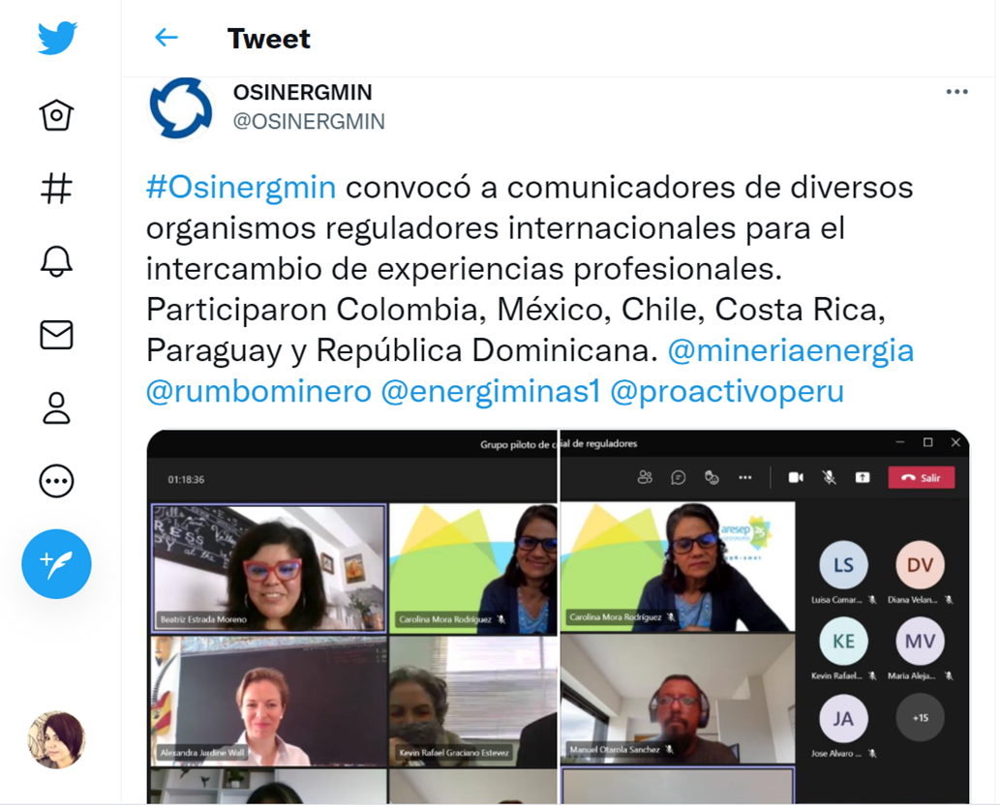 Tweet
OSINERGMIN
@OSINERGMIN
#Osinergmin convocó a comunicadores de diversos
organismos reguladores internacionales para el
intercambio de experiencias profesionales.
Participaron Colombia, México, Chile, Costa Rica,
Paraguay y República Dominicana. @mineriaenergia
@rumbominero @energiminas1 @proactivoperu
Grupo piloto de c
ial de reguladores
01:18:36
Salir
Beatriz Estrada Moreno
Carolina Mora Rodríguez
aresep
Carolina Mora Rodríguez
LS
DV
Luisa Camar...
Diana Velan...
KE
MV
Kevin Rafael...
Maria Aleja...
Alexandra Jardine Wall
Kevin Rafael Graciano Estevez
Manuel Otarola Sanchez
JA
+15
Jose Alvaro ...